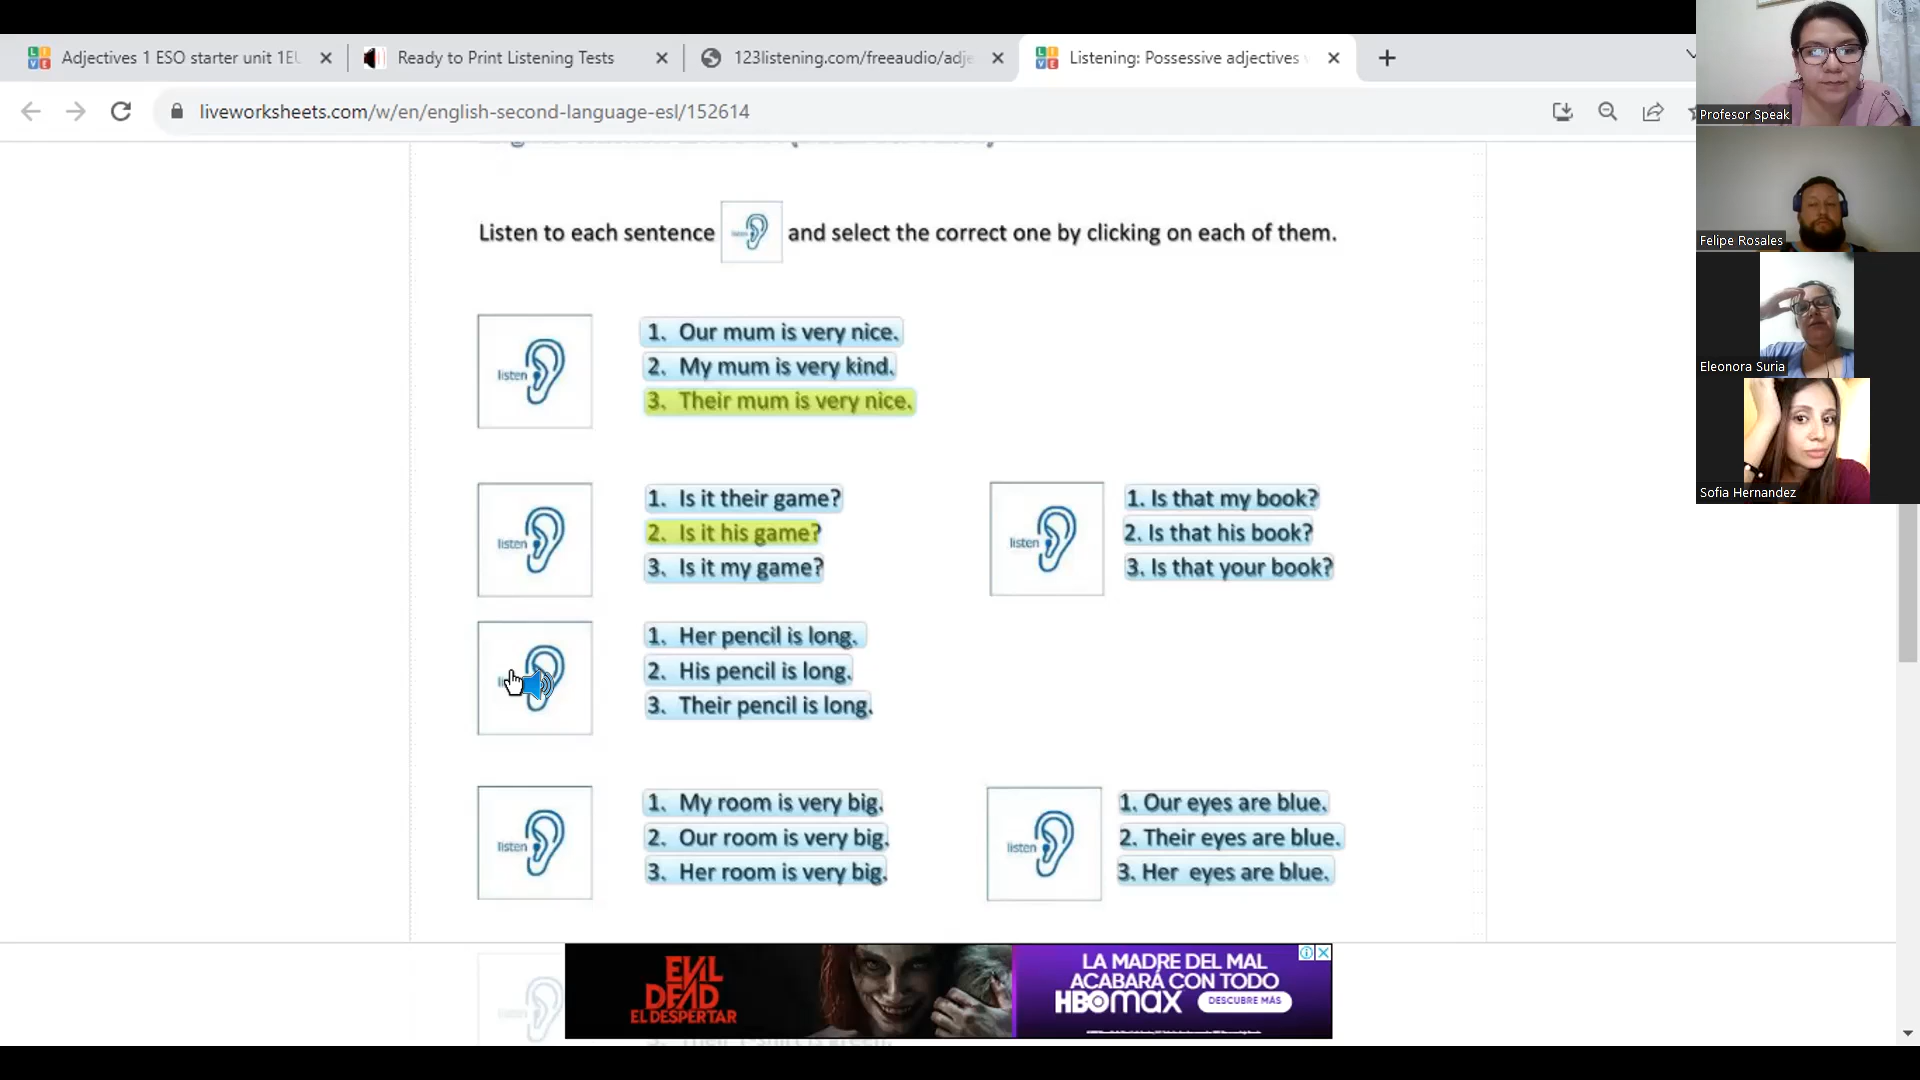 Adjectives 1 ESO starter unit 1EU
Ready to Print Listening Tests
123listening.com/freeaudio/adje
Listening: Possessive adjectives
liveworksheets.com/w/en/english-second-language-esl/152614
Profesor Speak
Felipe Rosales
Eleonora Suria
Sofia Hernandez
Listen to each sentence listen and select the correct one by clicking on each of them.
listen
1. Our mum is very nice.
2. My mum is very kind.
3. Their mum is very nice.
listen
1. Is it their game?
2. Is it his game?
3. Is it my game?
listen
1. Is that my book?
2. Is that his book?
3. Is that your book?
1. Her pencil is long.
2. His pencil is long.
3. Their pencil is long.
listen
1. My room is very big.
2. Our room is very big.
3. Her room is very big.
listen
1. Our eyes are blue.
2. Their eyes are blue.
3. Her eyes are blue.
listen
EVIL
DEAD
EL DESPERTAR
LA MADRE DEL MAL
ACABARÁ CON TODO
HBOMAX DESCUBRE MÁS